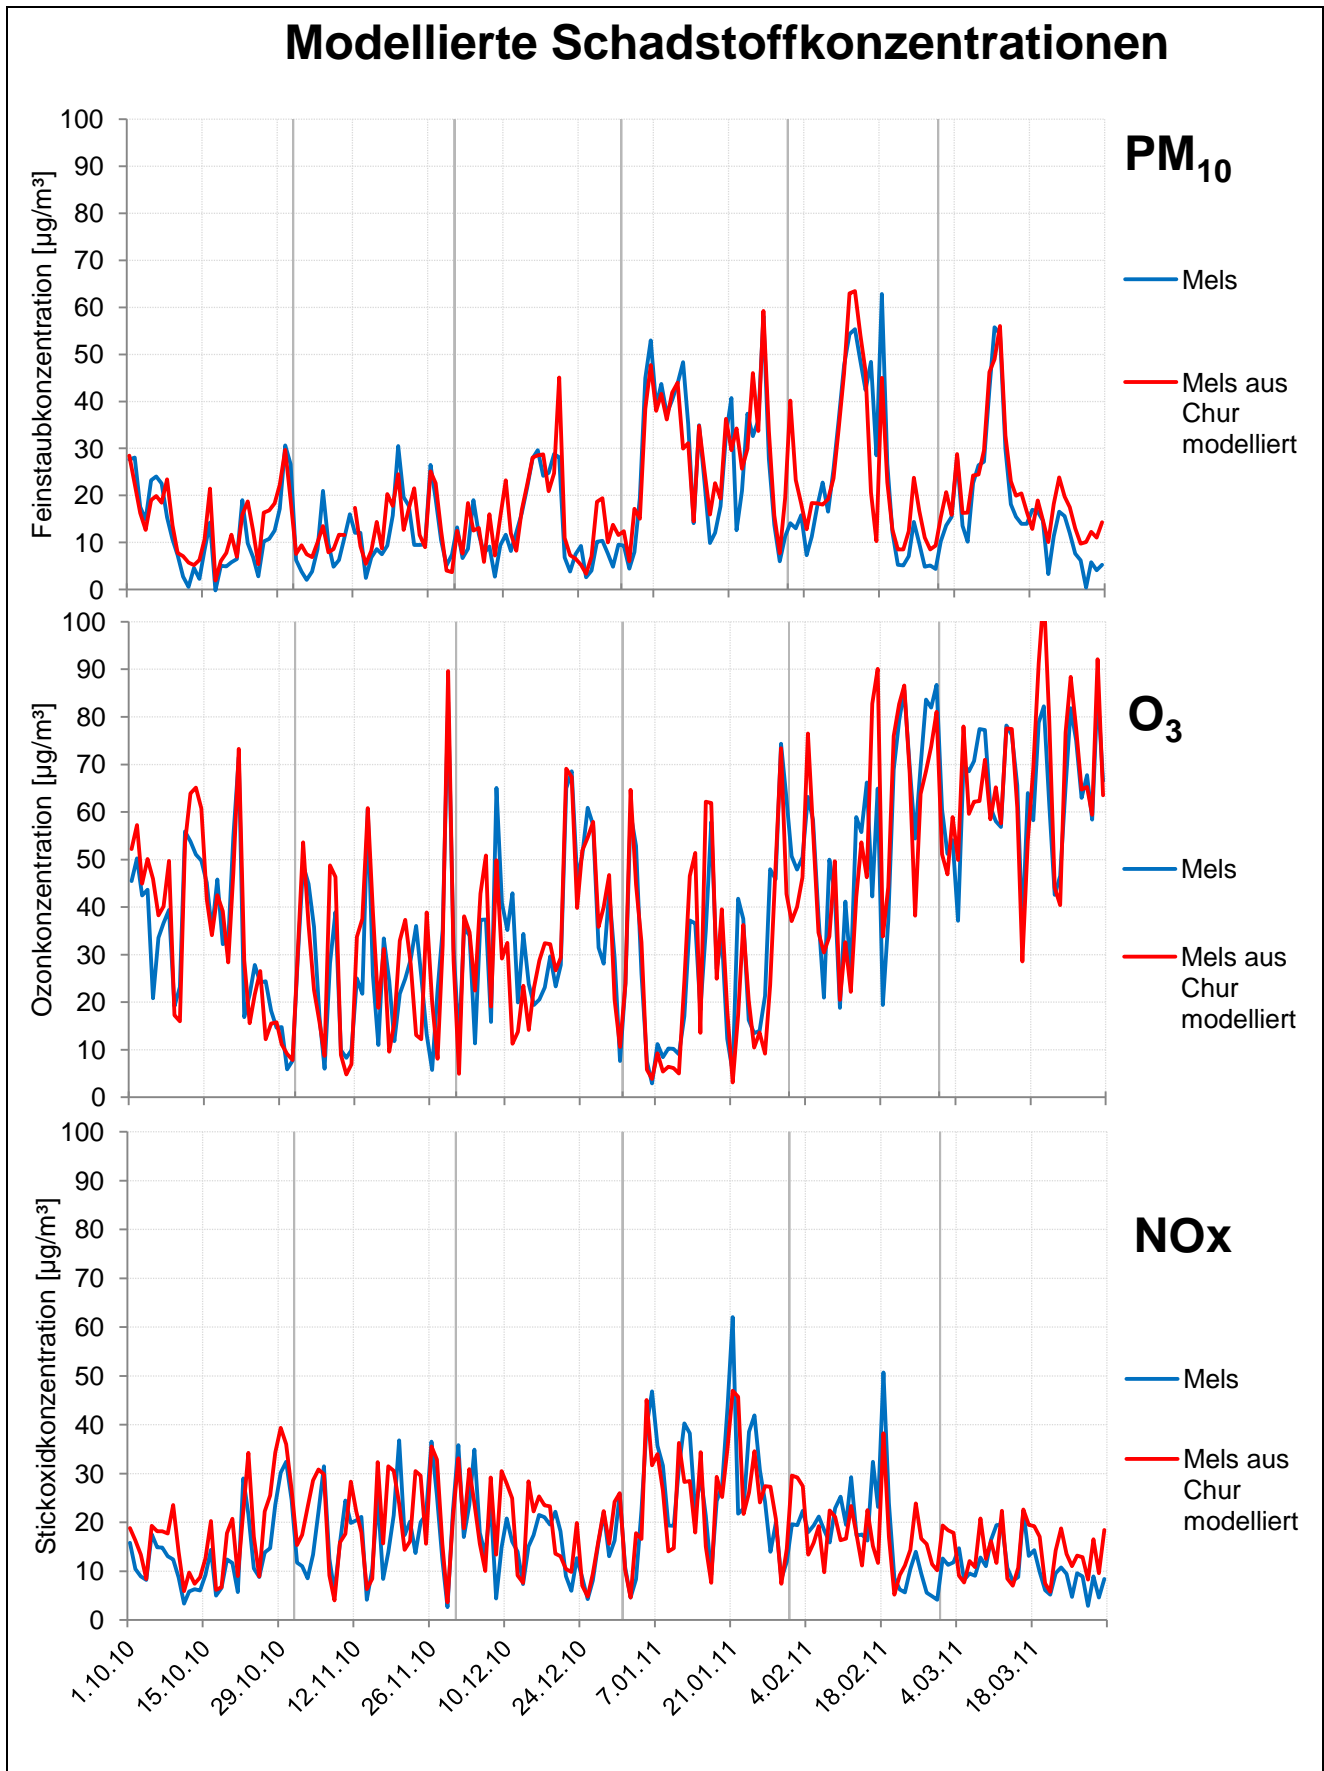 Modellierte Schadstoffkonzentrationen
Feinstaubkonzentration [µg/m³]
100
90
80
70
60
50
40
30
20
10
0
PM10
Mels
Mels aus
Chur
modelliert
Ozonkonzentration [µg/m³]
100
90
80
70
60
50
40
30
20
10
0
O3
Mels
Mels aus
Chur
modelliert
Stickoxidkonzentration [µg/m³]
100
90
80
70
60
50
40
30
20
10
0
NOx
Mels
Mels aus
Chur
modelliert
1.10.10
15.10.10
29.10.10
12.11.10
26.11.10
10.12.10
24.12.10
7.01.11
21.01.11
4.02.11
18.02.11
4.03.11
18.03.11